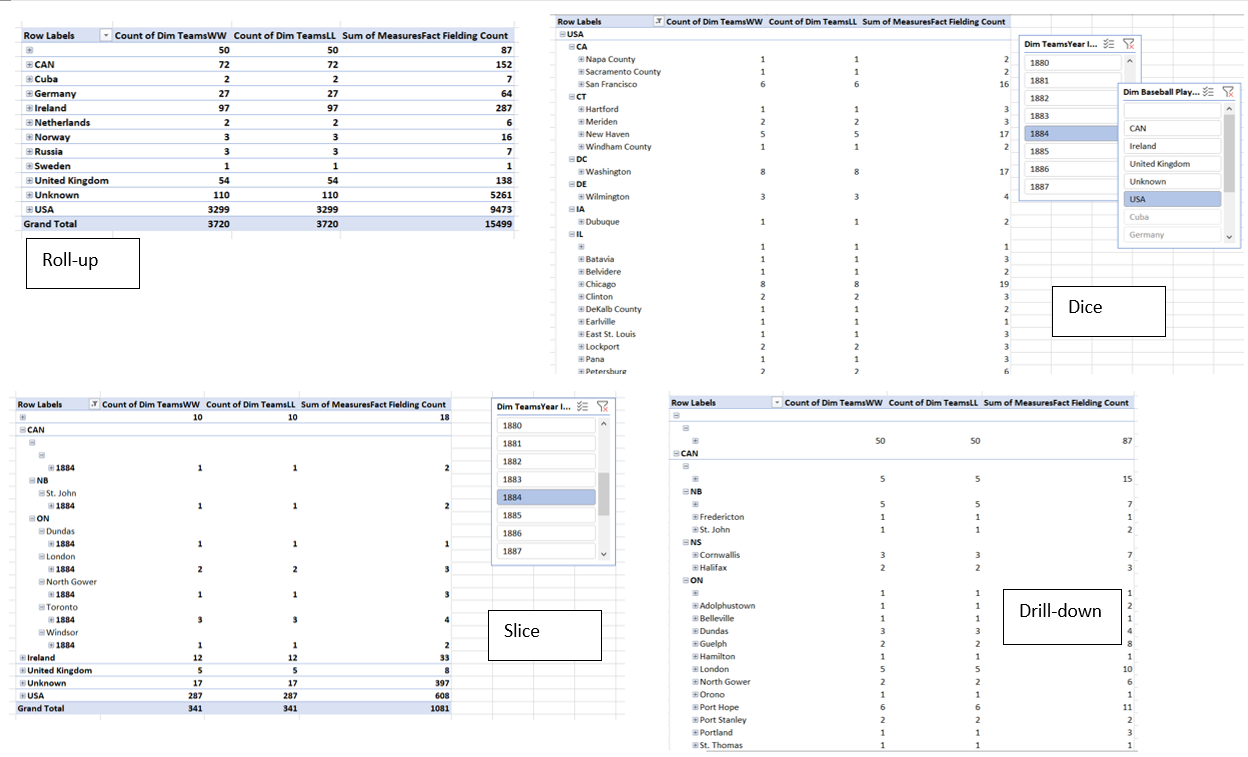 Row Labels Count of Dim TeamsWW Count of Dim TeamsLL Sum of MeasuresFact Fielding Count
50 50 87
CAN 72 72 152
Cuba 2 2 7
Germany 27 27 64
Ireland 97 97 287
Netherlands 2 2 6
Norway 3 3 16
Russia 3 3 7
Sweden 1 1 1
United Kingdom 54 54 138
Unknown 110 110 5261
USA 3299 3299 9473
Grand Total 3720 3720 15499
Roll-up
Row Labels Count of Dim TeamsWW Count of Dim TeamsLL Sum of MeasuresFact Fielding Count
USA
CA
Napa County 1 1 2
Sacramento County 1 1 2
San Francisco 6 6 16
CT
Hartford 1 1 3
Meriden 2 2 3
New Haven 5 5 17
Windham County 1 1 2
DC
Washington 8 8 17
DE
Wilmington 3 3 4
IA
Dubuque 1 1 2
IL
1 1 1
Batavia 1 1 3
Belvidere 1 1 2
Chicago 8 8 19
Clinton 2 2 3
DeKalb County 1 1 2
Earlville 1 1 1
East St. Louis 1 1 3
Lockport 2 2 3
Pana 1 1 3
Petersburg 2 2 6
Dim TeamsYear I...
1880
1881
1882
1883
1884
1885
1886
1887
Dim Baseball Play...
CAN
Ireland
United Kingdom
Unknown
USA
Cuba
Germany
Dice
Row Labels Count of Dim TeamsWW Count of Dim TeamsLL Sum of MeasuresFact Fielding Count
10 10 18
CAN
1884 1 1 2
NB
St. John
1884 1 1 2
ON
Dundas
1884 1 1 1
London
1884 2 2 3
North Gower
1884 1 1 3
Toronto
1884 3 3 4
Windsor
1884 1 1 2
Ireland 12 12 33
United Kingdom 5 5 8
Unknown 17 17 397
USA 287 287 608
Grand Total 341 341 1081
Dim TeamsYear I...
1880
1881
1882
1883
1884
1885
1886
1887
Slice
Row Labels Count of Dim TeamsWW Count of Dim TeamsLL Sum of MeasuresFact Fielding Count
50 50 87
CAN
5 5 15
NB
5 5 7
Fredericton 1 1 1
St. John 1 1 2
NS
Cornwallis 3 3 7
Halifax 2 2 3
ON
1 1 1
Adolphustown 1 1 2
Belleville 1 1 1
Dundas 3 3 4
Guelph 2 2 8
Hamilton 1 1 1
London 5 5 10
North Gower 2 2 6
Orono 1 1 1
Port Hope 6 6 11
Port Stanley 2 2 2
Portland 1 1 3
St. Thomas 1 1 1
Drill-down